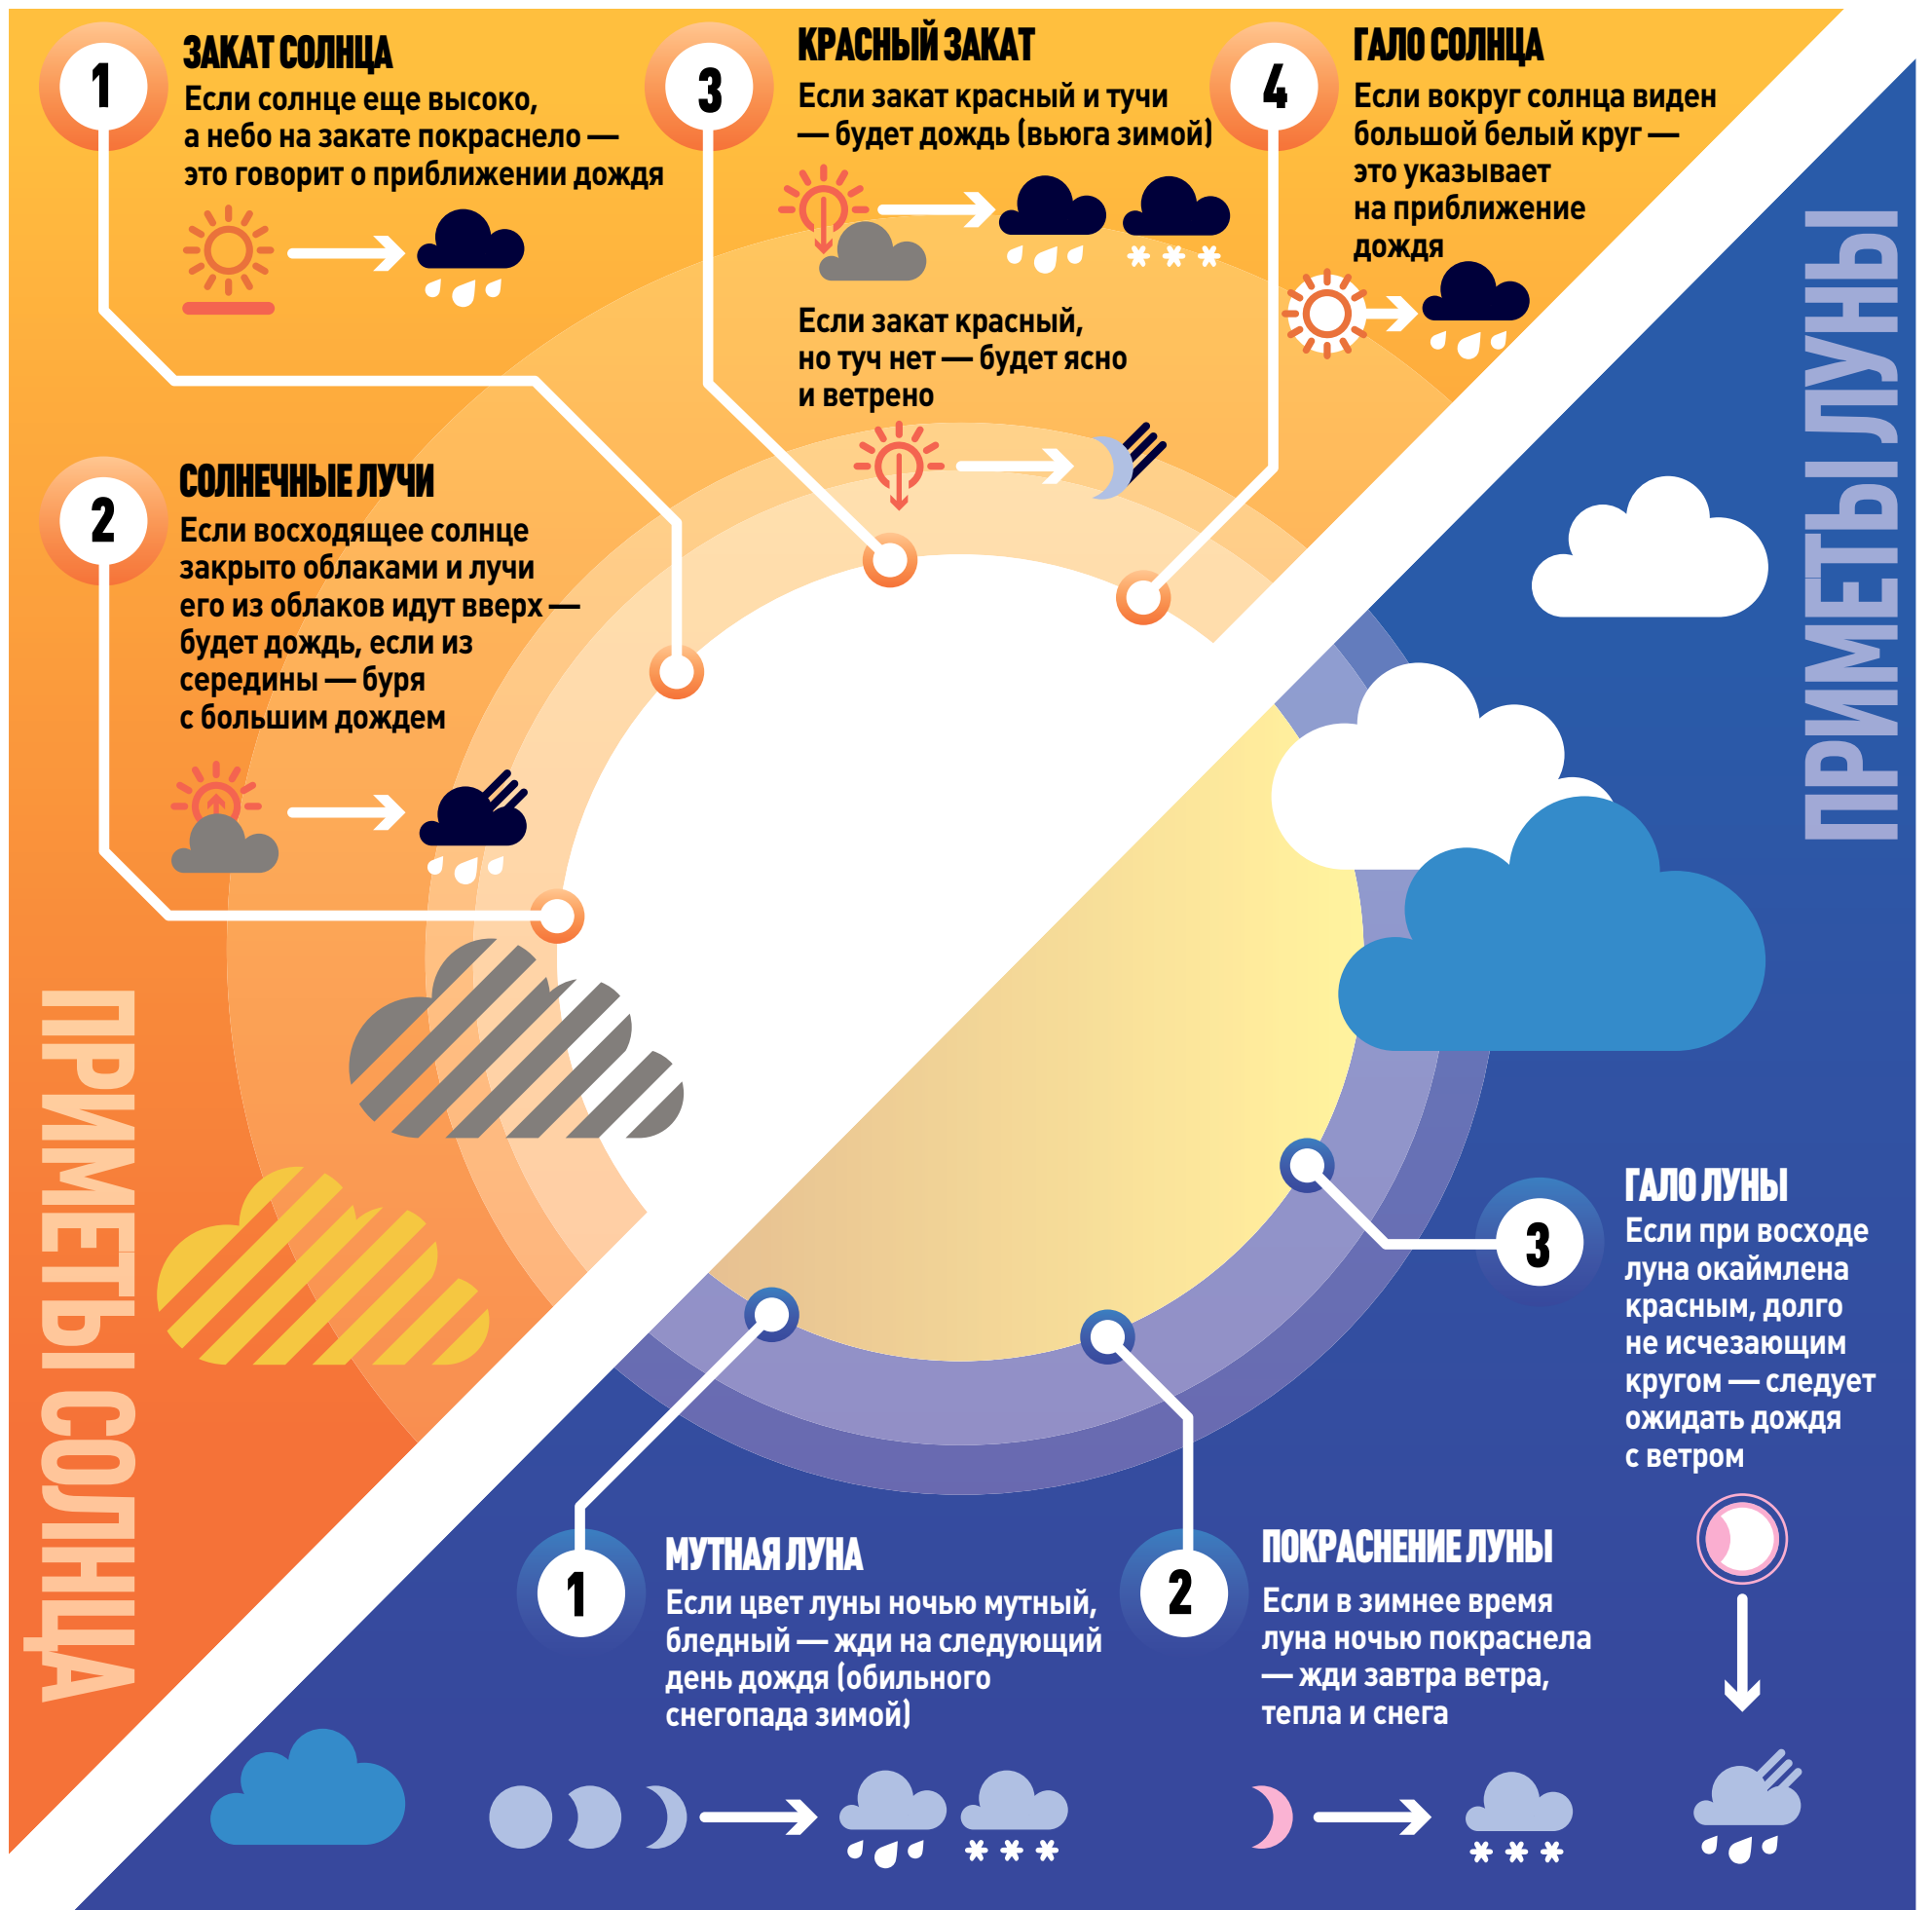 1
ЗАКАТ СОЛНЦА
Если солнце еще высоко,
а небо на закате покраснело —
это говорит о приближении дождя
2
СОЛНЕЧНЫЕ ЛУЧИ
Если восходящее солнце
закрыто облаками и лучи
его из облаков идут вверх —
будет дождь, если из
середины — буря
с большим дождем
3
КРАСНЫЙ ЗАКАТ
Если закат красный и тучи
— будет дождь (вьюга зимой)
Если закат красный,
но туч нет — будет ясно
и ветрено
4
ГАЛО СОЛНЦА
Если вокруг солнца виден
большой белый круг —
это указывает
на приближение
дождя
ПРИМЕТЫ СОЛНЦА
ПРИМЕТЫ ЛУНЫ
1
МУТНАЯ ЛУНА
Если цвет луны ночью мутный,
бледный — жди на следующий
день дождя (обильного
снегопада зимой)
2
ПОКРАСНЕНИЕ ЛУНЫ
Если в зимнее время
луна ночью покраснела
— жди завтра ветра,
тепла и снега
3
ГАЛО ЛУНЫ
Если при восходе
луна окаймлена
красным, долго
не исчезающим
кругом — следует
ожидать дождя
с ветром